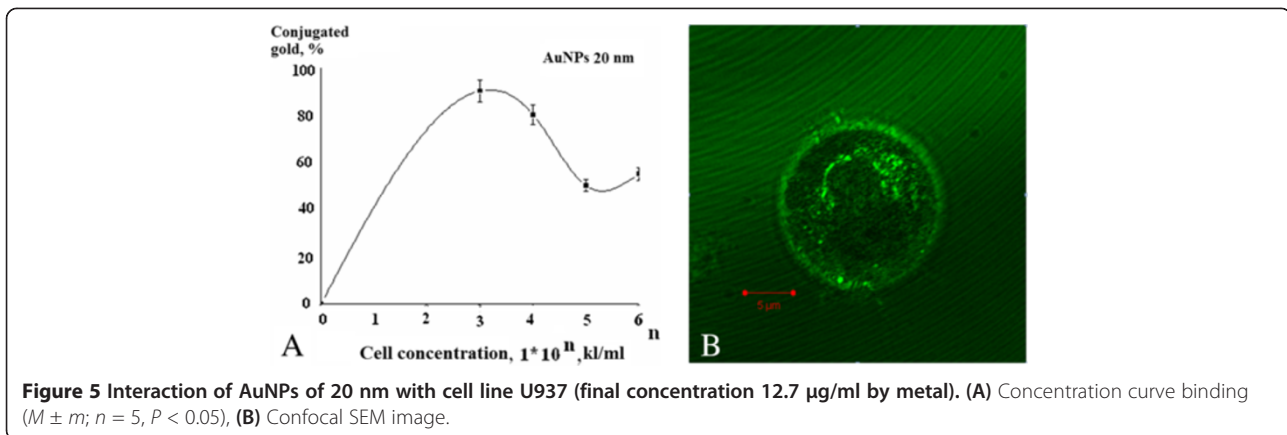 Conjugated
gold, %
AuNPs 20 nm
100
80
60
40
20
0
0 1 2 3 4 5 6 n
A
Cell concentration, 1*10 n, kl/ml
5 µm
B
Figure 5 Interaction of AuNPs of 20 nm with cell line U937 (final concentration 12.7 µg/ml by metal). (A) Concentration curve binding
(M ± m; n = 5, P < 0.05), (B) Confocal SEM image.